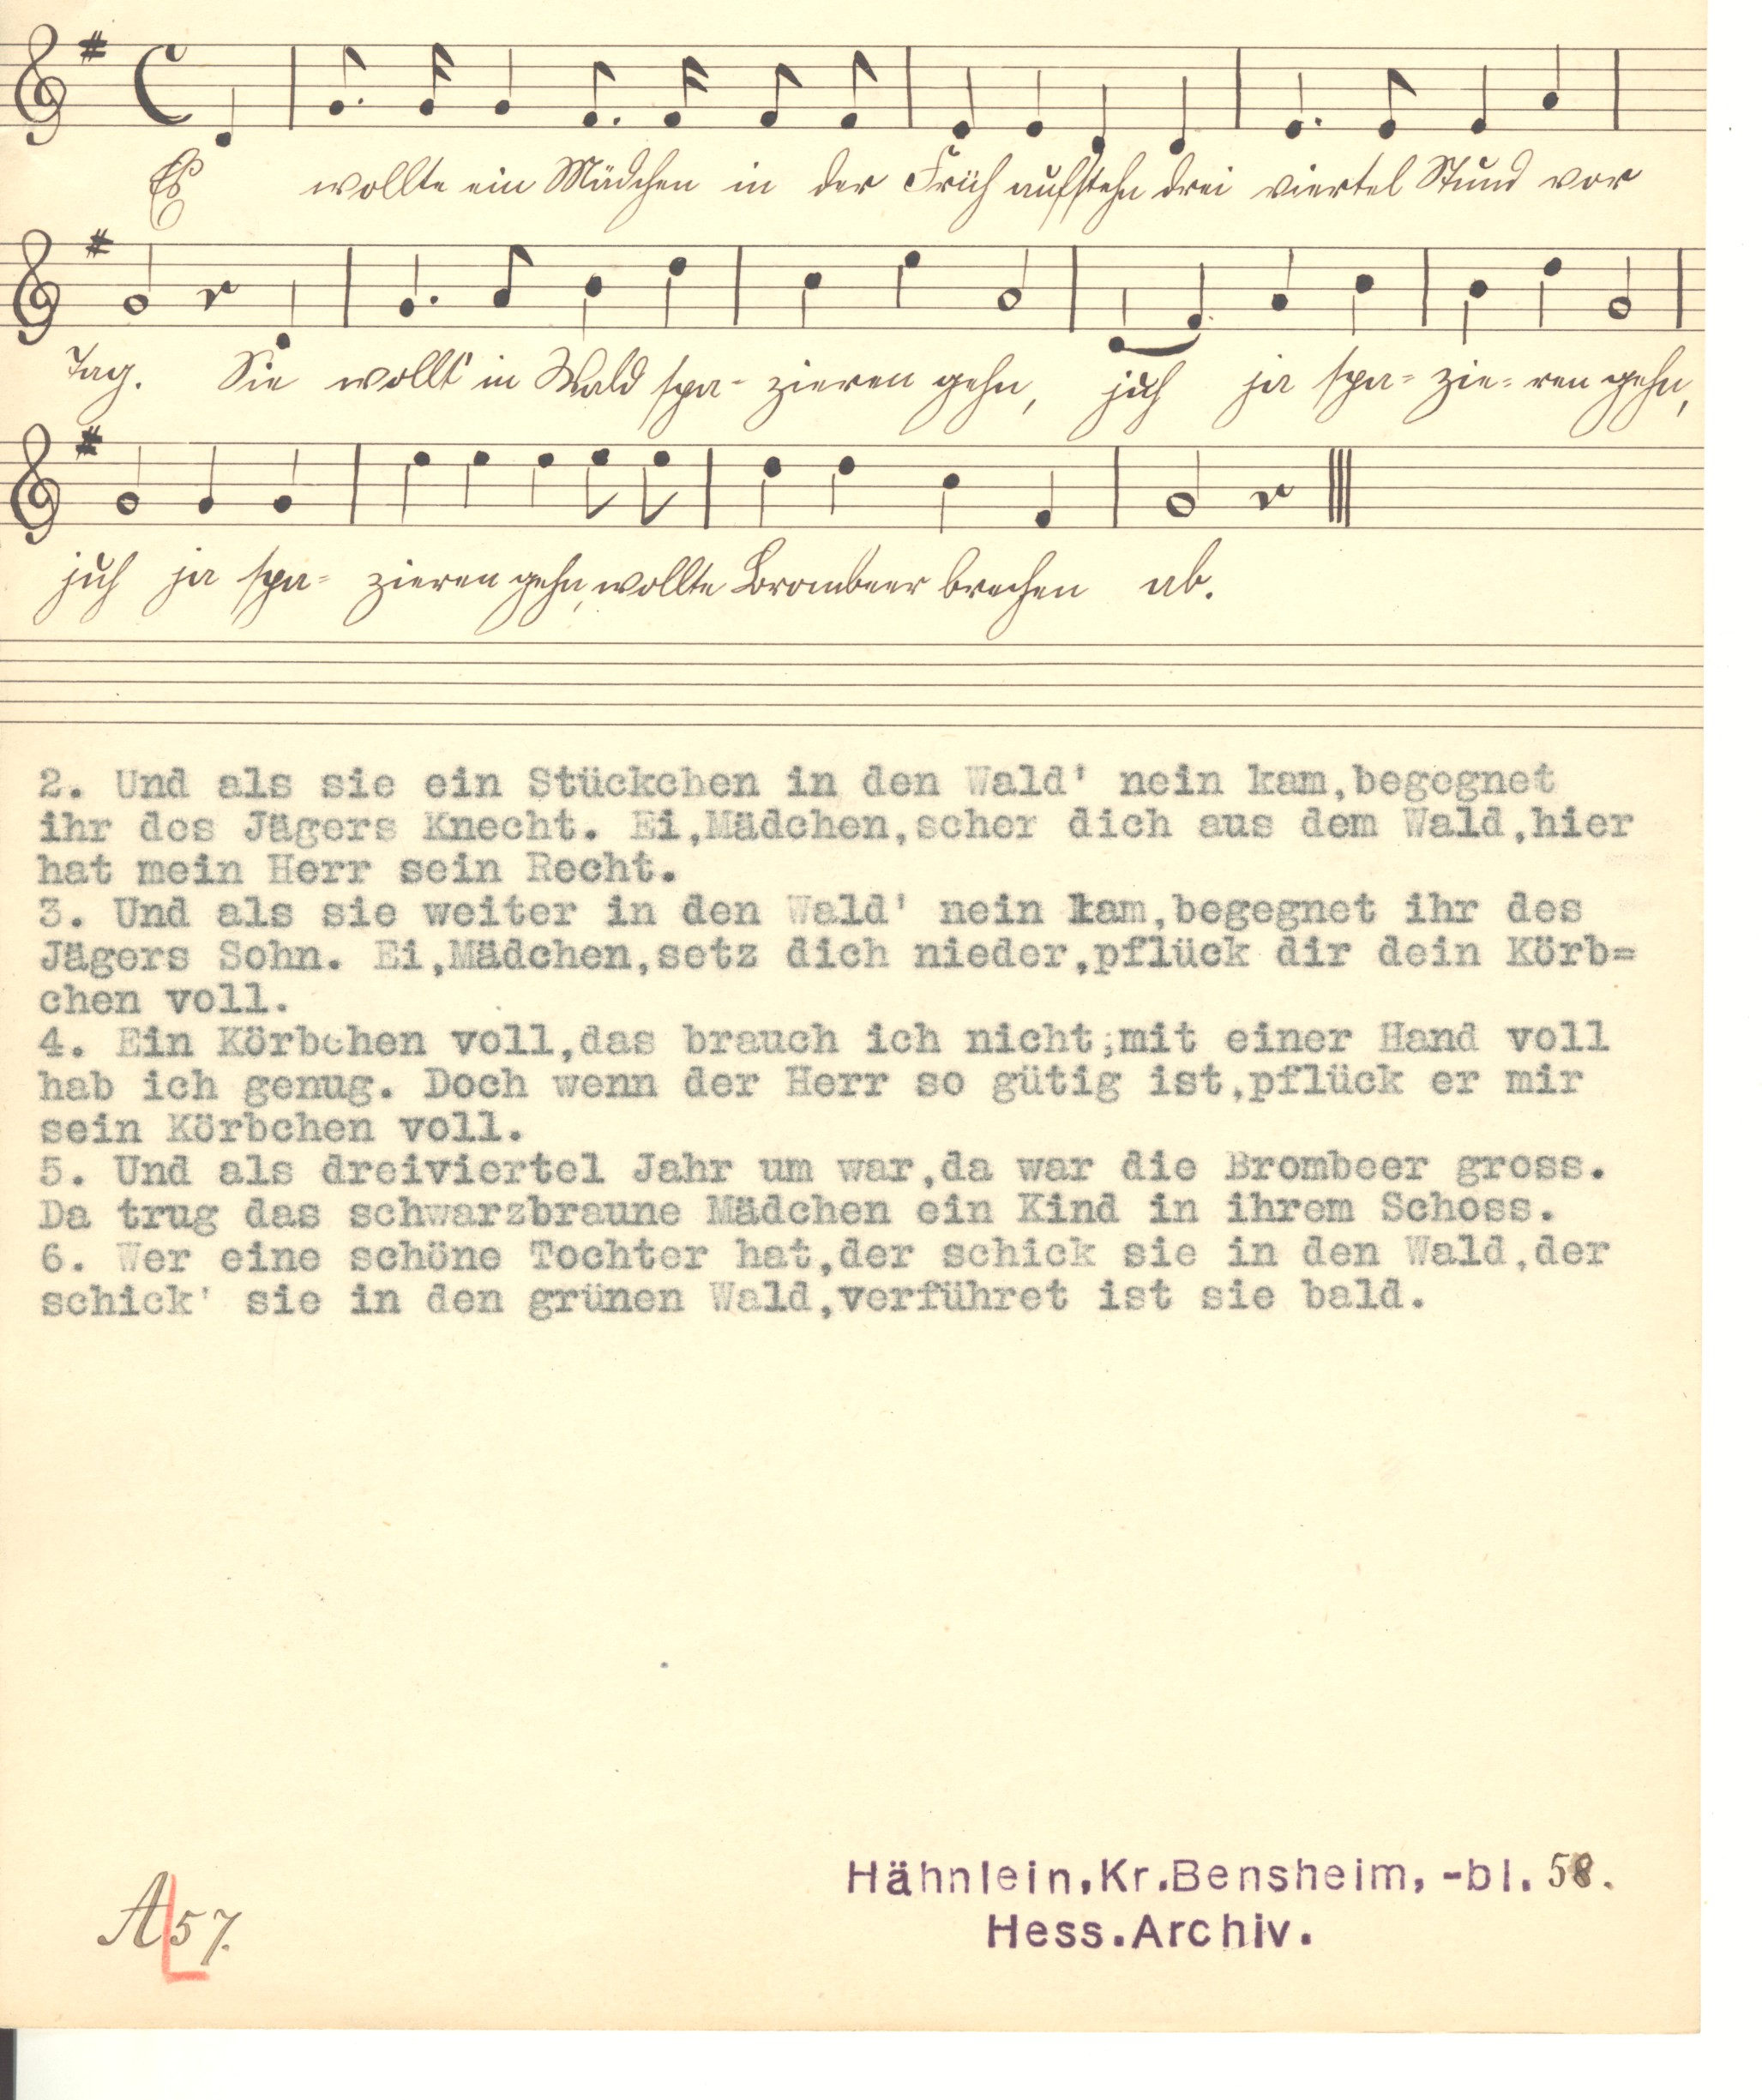 Es wollte ein Mädchen in der Früh aufstehn drei viertel Stund vor
Tag. Sie wollt' in Wald spa- zieren gehn, juh ja spa- zie- ren gehn,
juh ja spa- zieren gehn, wollte Brombeer brechen ab.
2. Und als sie ein Stückchen in den Wald' nein kam,begegnet
ihr des Jägers Knecht. Ei,Mädchen,scher dich aus dem Wald,hier
hat mein Herr sein Recht.
3. Und als sie weiter in den Wald' nein kam,begegnet ihr des
Jägers Sohn. Ei,Mädchen,setz dich nieder,pflück dir dein Körb=
chen voll.
4. Ein Körbchen voll,das brauch ich nicht;mit einer Hand voll
hab ich genug. Doch wenn der Herr so gütig ist,pflück er mir
sein Körbchen voll.
5. Und als dreiviertel Jahr um war,da war die Brombeer gross.
Da trug das schwarzbraune Mädchen ein Kind in ihrem Schoss.
6. Wer eine schöne Tochter hat,der schick sie in den Wald,der
schick' sie in den grünen Wald,verführet ist sie bald.
Hähnlein,Kr.Bensheim,-bl. 58.
Hess.Archiv.
A 57.